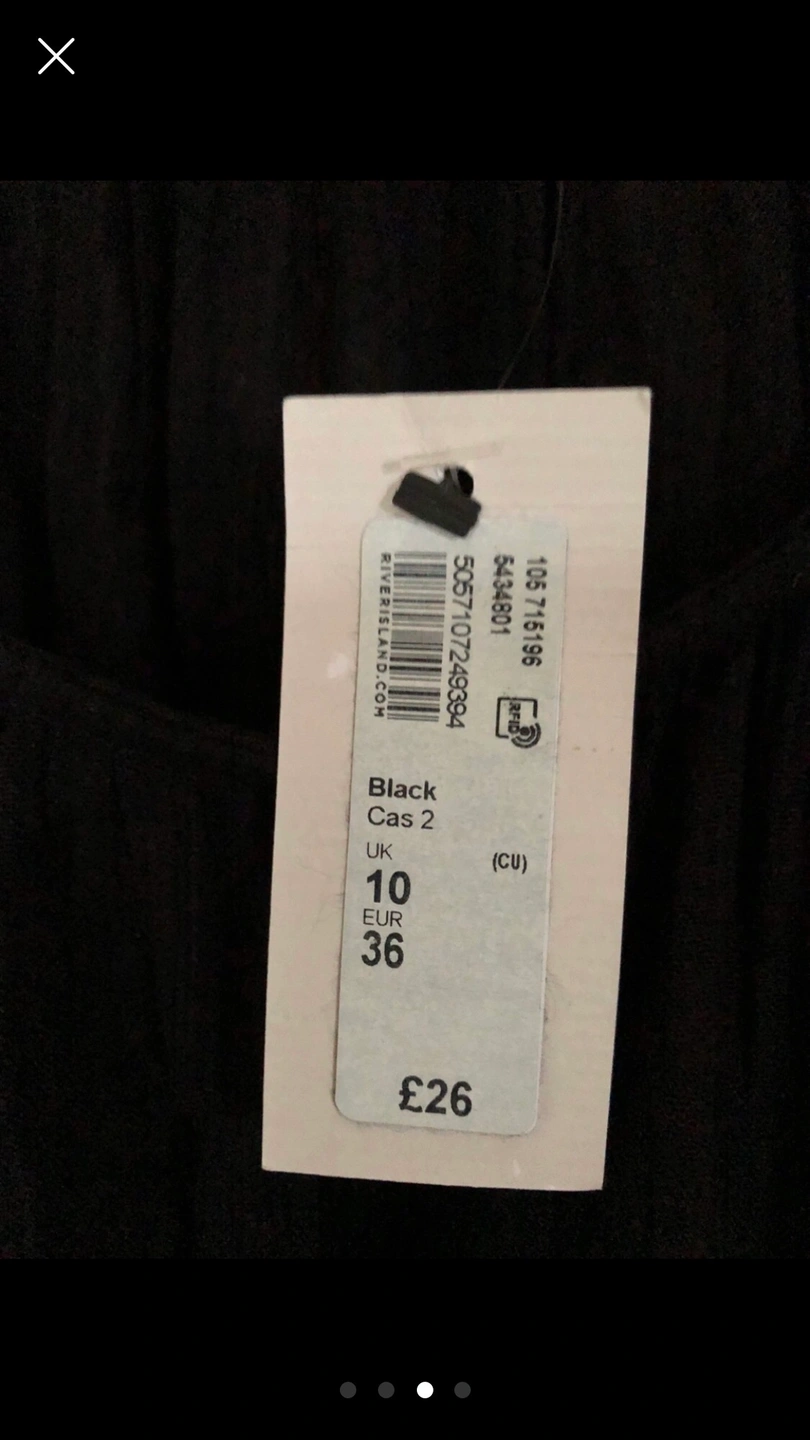 105 715196
5434801
RFID
5057107249394
RIVERISLAND.COM
Black
Cas 2
UK
10
(CU)
EUR
36
£26